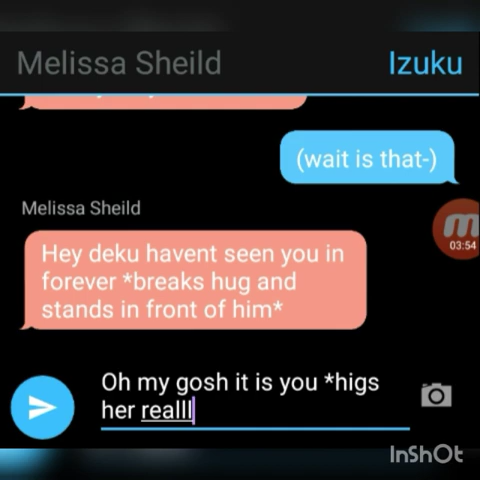 Melissa Sheild
Izuku
(wait is that-)
Melissa Sheild
Hey deku havent seen you in
forever *breaks hug and
stands in front of him*
03:54
Oh my gosh it is you *higs
her realll
InShOt